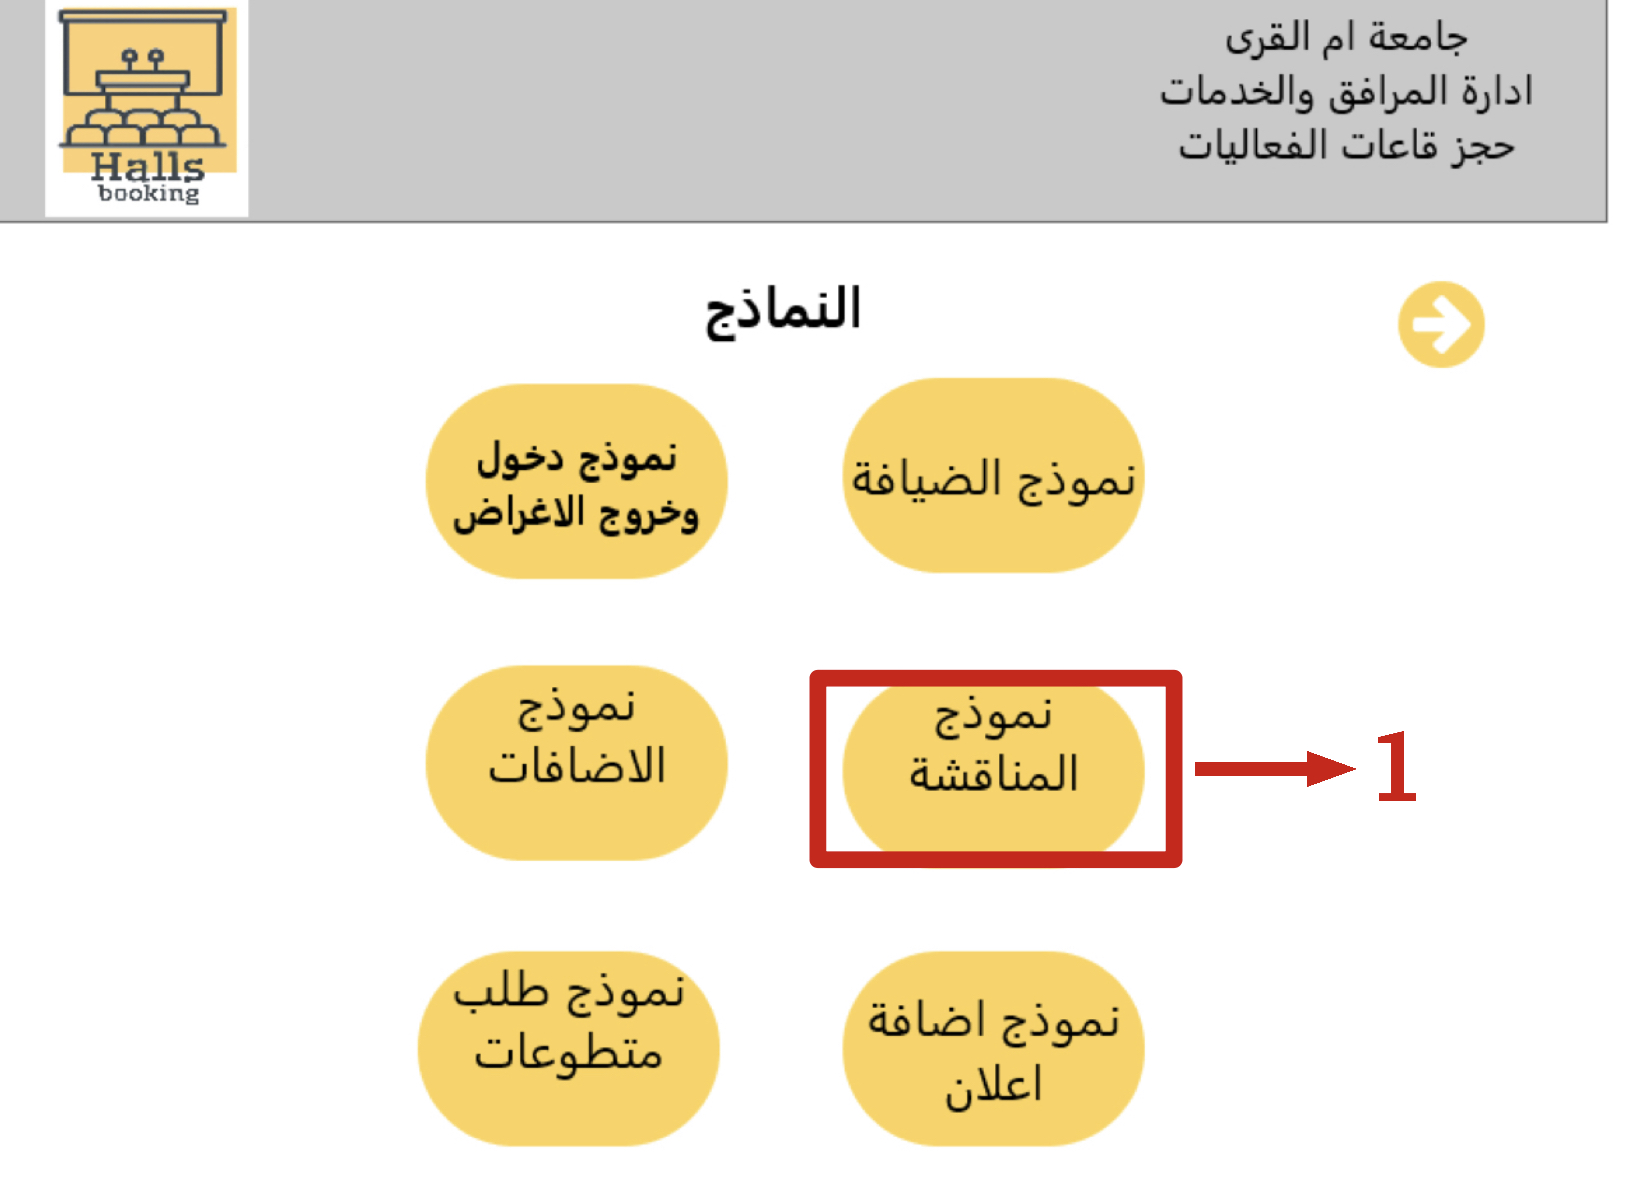 جامعة ام القرى
ادارة المرافق والخدمات
حجز قاعات الفعاليات
Halls
booking
النماذج
نموذج الضيافة
نموذج دخول
وخروج الاغراض
نموذج
المناقشة
1
نموذج
الاضافات
نموذج اضافة
اعلان
نموذج طلب
متطوعات